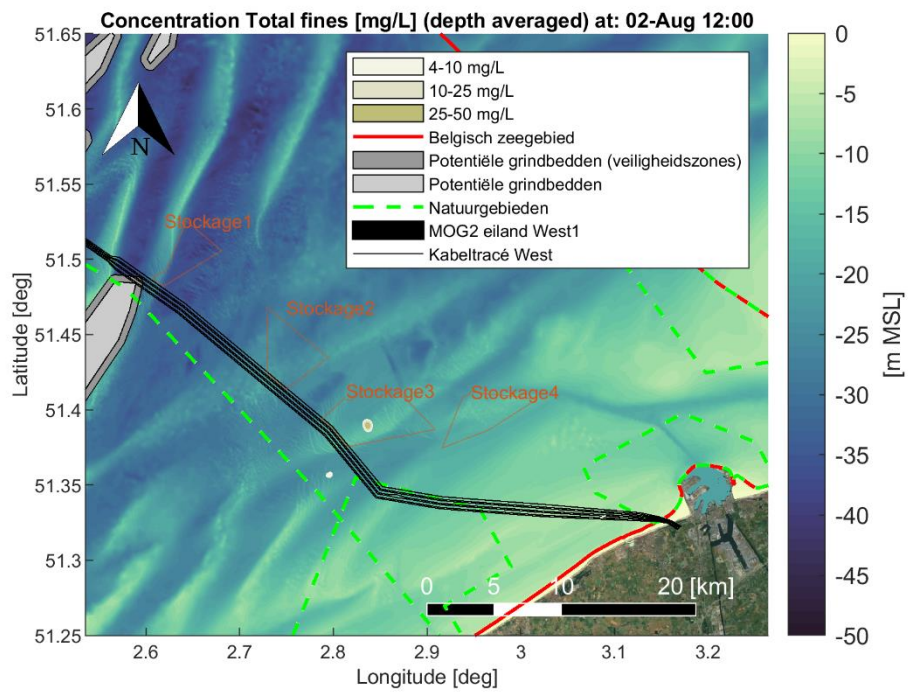 Concentration Total fines [mg/L] (depth averaged) at: 02-Aug 12:00
4-10 mg/L
10-25 mg/L
25-50 mg/L
Belgisch zeegebied
Potentiële grindbedden (veiligheidszones)
Potentiële grindbedden
Natuurgebieden
MOG2 eiland West1
Kabeltracé West
N
Stockage1
Stockage2
Stockage3
Stockage4
0 5 10 20 [km]
51.65
51.6
51.55
51.5
51.45
51.4
51.35
51.3
51.25
Latitude [deg]
2.6 2.7 2.8 2.9 3 3.1 3.2
Longitude [deg]
0
-5
-10
-15
-20
-25
-30
-35
-40
-45
-50
[m MSL]